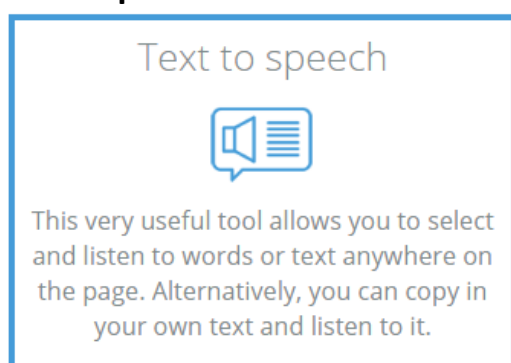 Text to speech
This very useful tool allows you to select
and listen to words or text anywhere on
the page. Alternatively, you can copy in
your own text and listen to it.